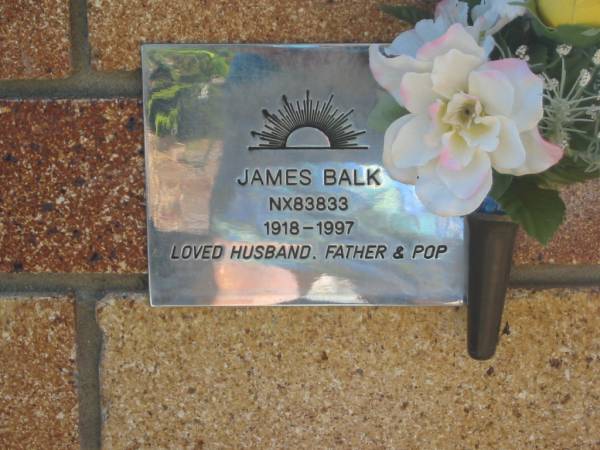 JAMES BALK
NX83833
1918-1997
LOVED HUSBAND, FATHER & POP